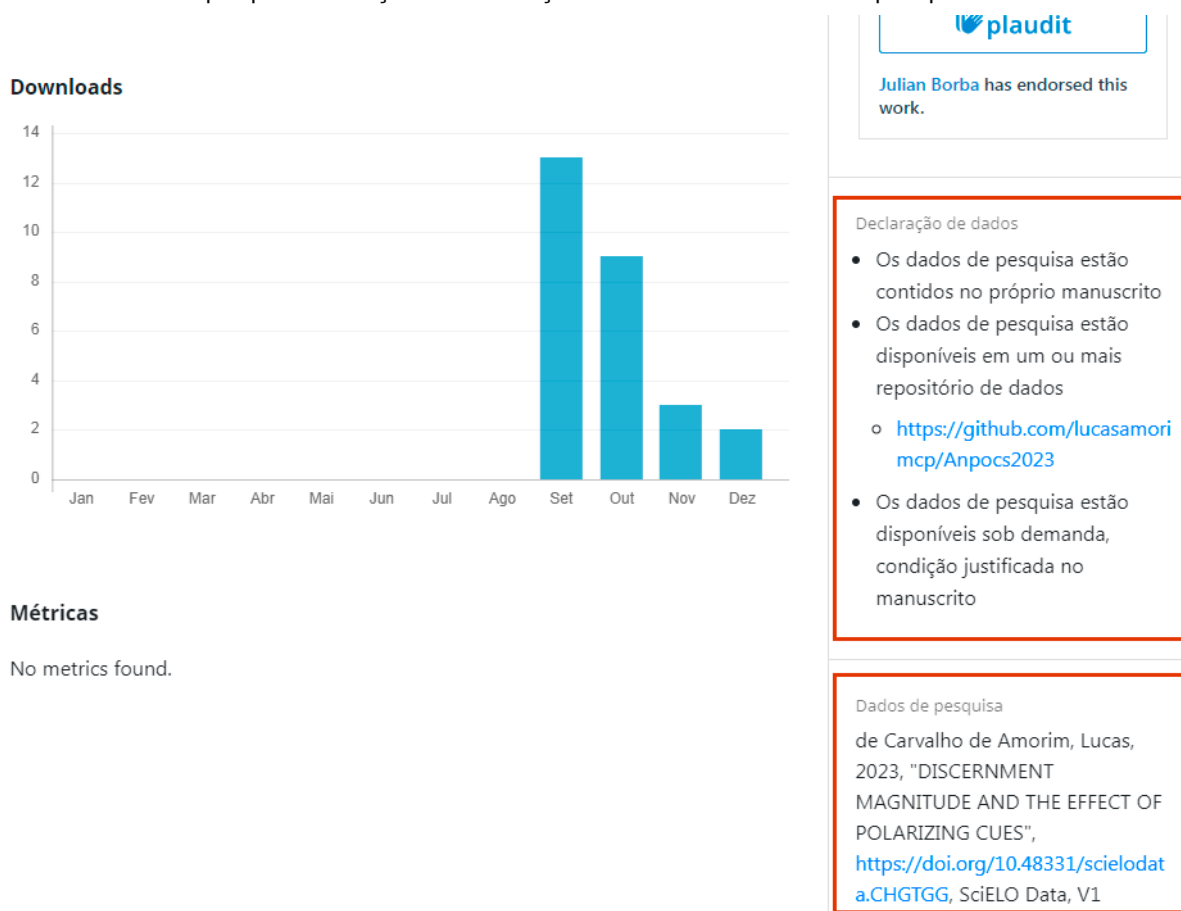 Downloads
14
12
10
8
6
4
2
0
Jan Fev Mar Abr Mai Jun Jul Ago Set Out Nov Dez
Métricas
No metrics found.
plaudit
Julian Borba has endorsed this
work.
Declaração de dados
Os dados de pesquisa estão
contidos no próprio manuscrito
Os dados de pesquisa estão
disponíveis em um ou mais
repositório de dados
https://github.com/lucasamori
mcp/Anpocs2023
Os dados de pesquisa estão
disponíveis sob demanda,
condição justificada no
manuscrito
Dados de pesquisa
de Carvalho de Amorim, Lucas,
2023, "DISCERNMENT
MAGNITUDE AND THE EFFECT OF
POLARIZING CUES",
https://doi.org/10.48331/scielodat
a.CHGTGG, SciELO Data, V1